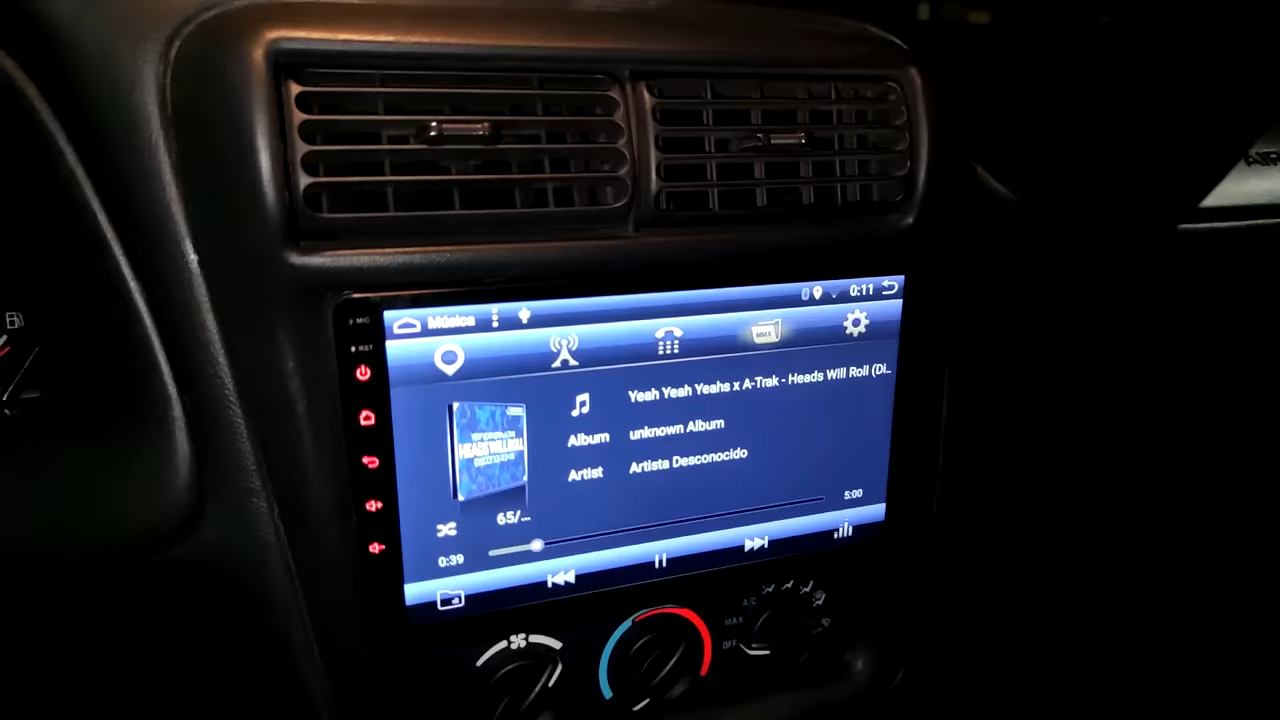 AIR
MIC
Música
0:11
RST
MMX
Yeah Yeah Yeahs x A-Trak - Heads Will Roll (Di..
Album unknown Album
HEADS WILL ROLL
Artist Artista Desconocido
65/...
5:00
0:39
A/C
MAX
OFF